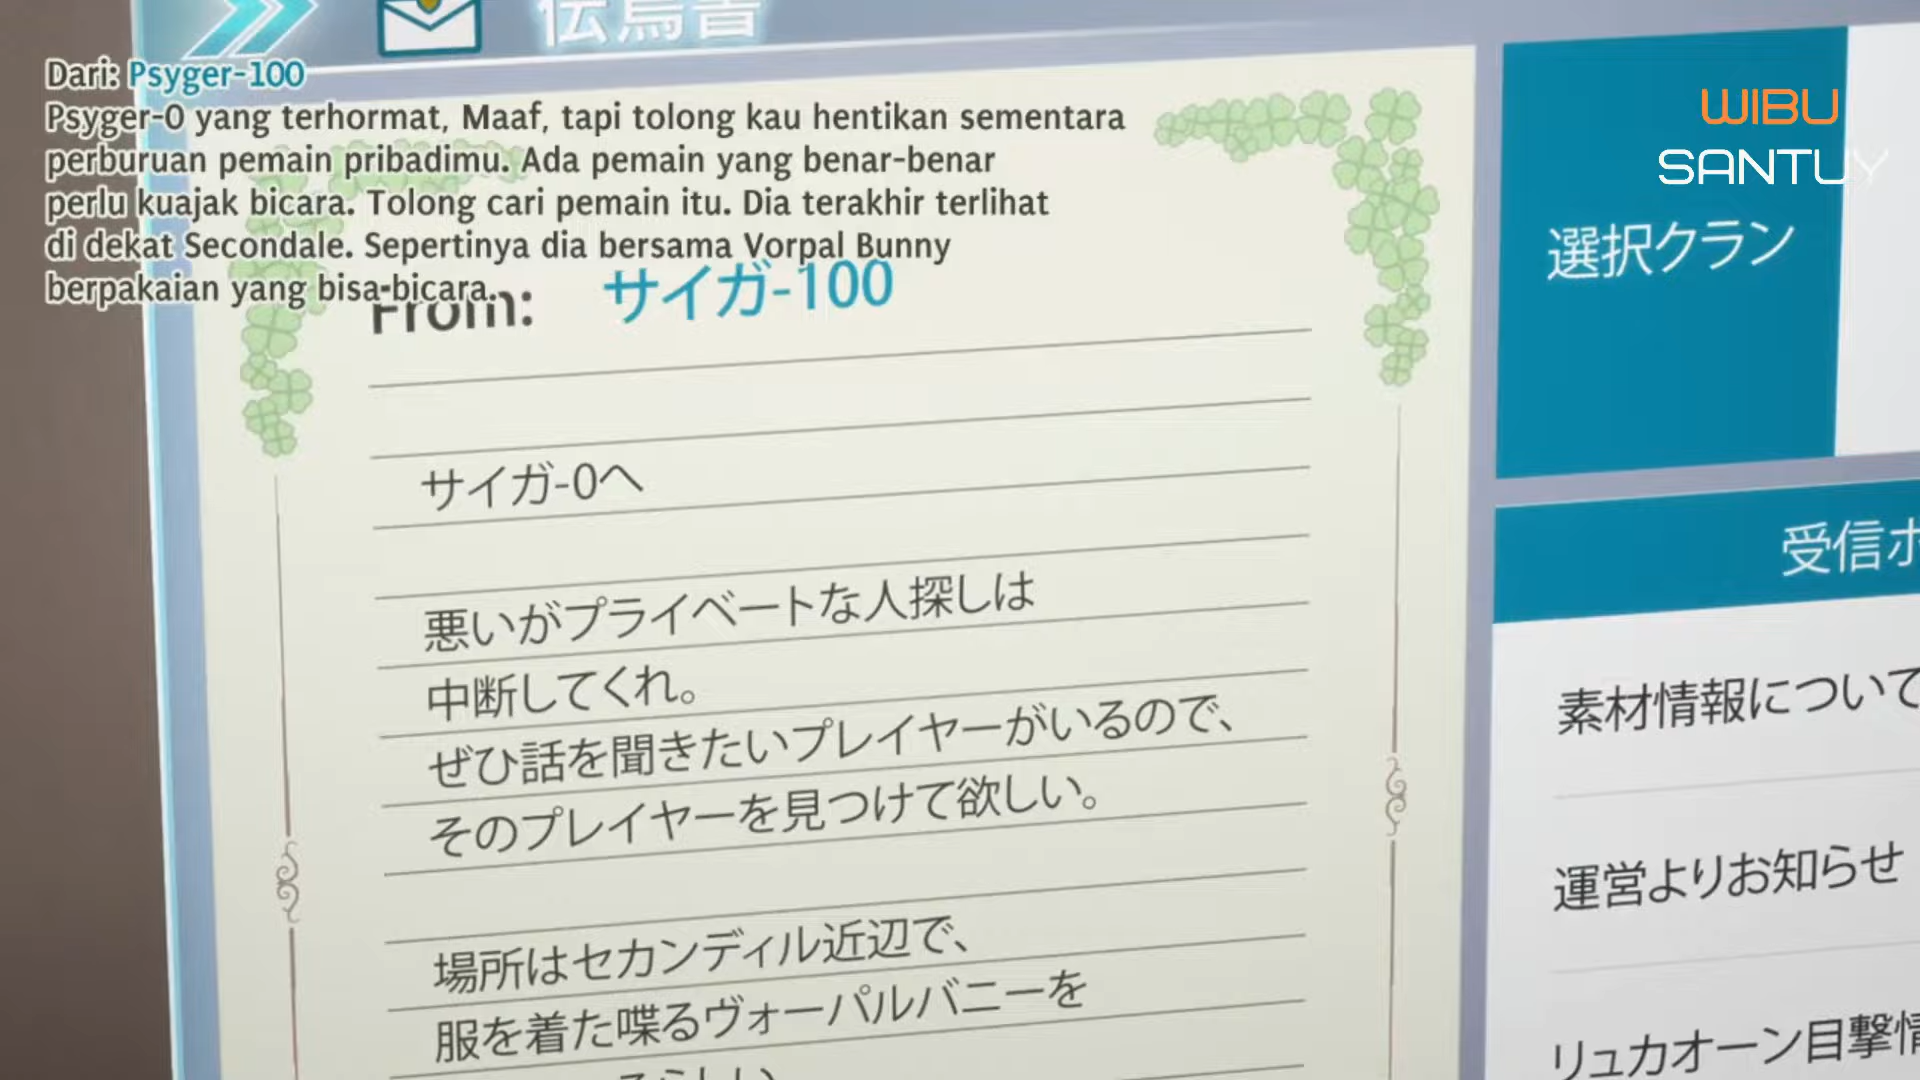 伝鳥書
Dari: Psyger-100
Psyger-0 yang terhormat, Maaf, tapi tolong kau hentikan sementara
perburuan pemain pribadimu. Ada pemain yang benar-benar
perlu kuajak bicara. Tolong cari pemain itu. Dia terakhir terlihat
di dekat Secondale. Sepertinya dia bersama Vorpal Bunny
berpakaian yang bisa bicara.
From: サイガ-100
サイガ-0へ
悪いがプライベートな人探しは
中断してくれ。
ぜひ話を聞きたいプレイヤーがいるので、
そのプレイヤーを見つけて欲しい。
場所はセカンディル近辺で、
服を着た喋るヴォーパルバニーを
WIBU
SANTUY
選択クラン
受信ボ
素材情報について
運営よりお知らせ
リュカオーン目撃情